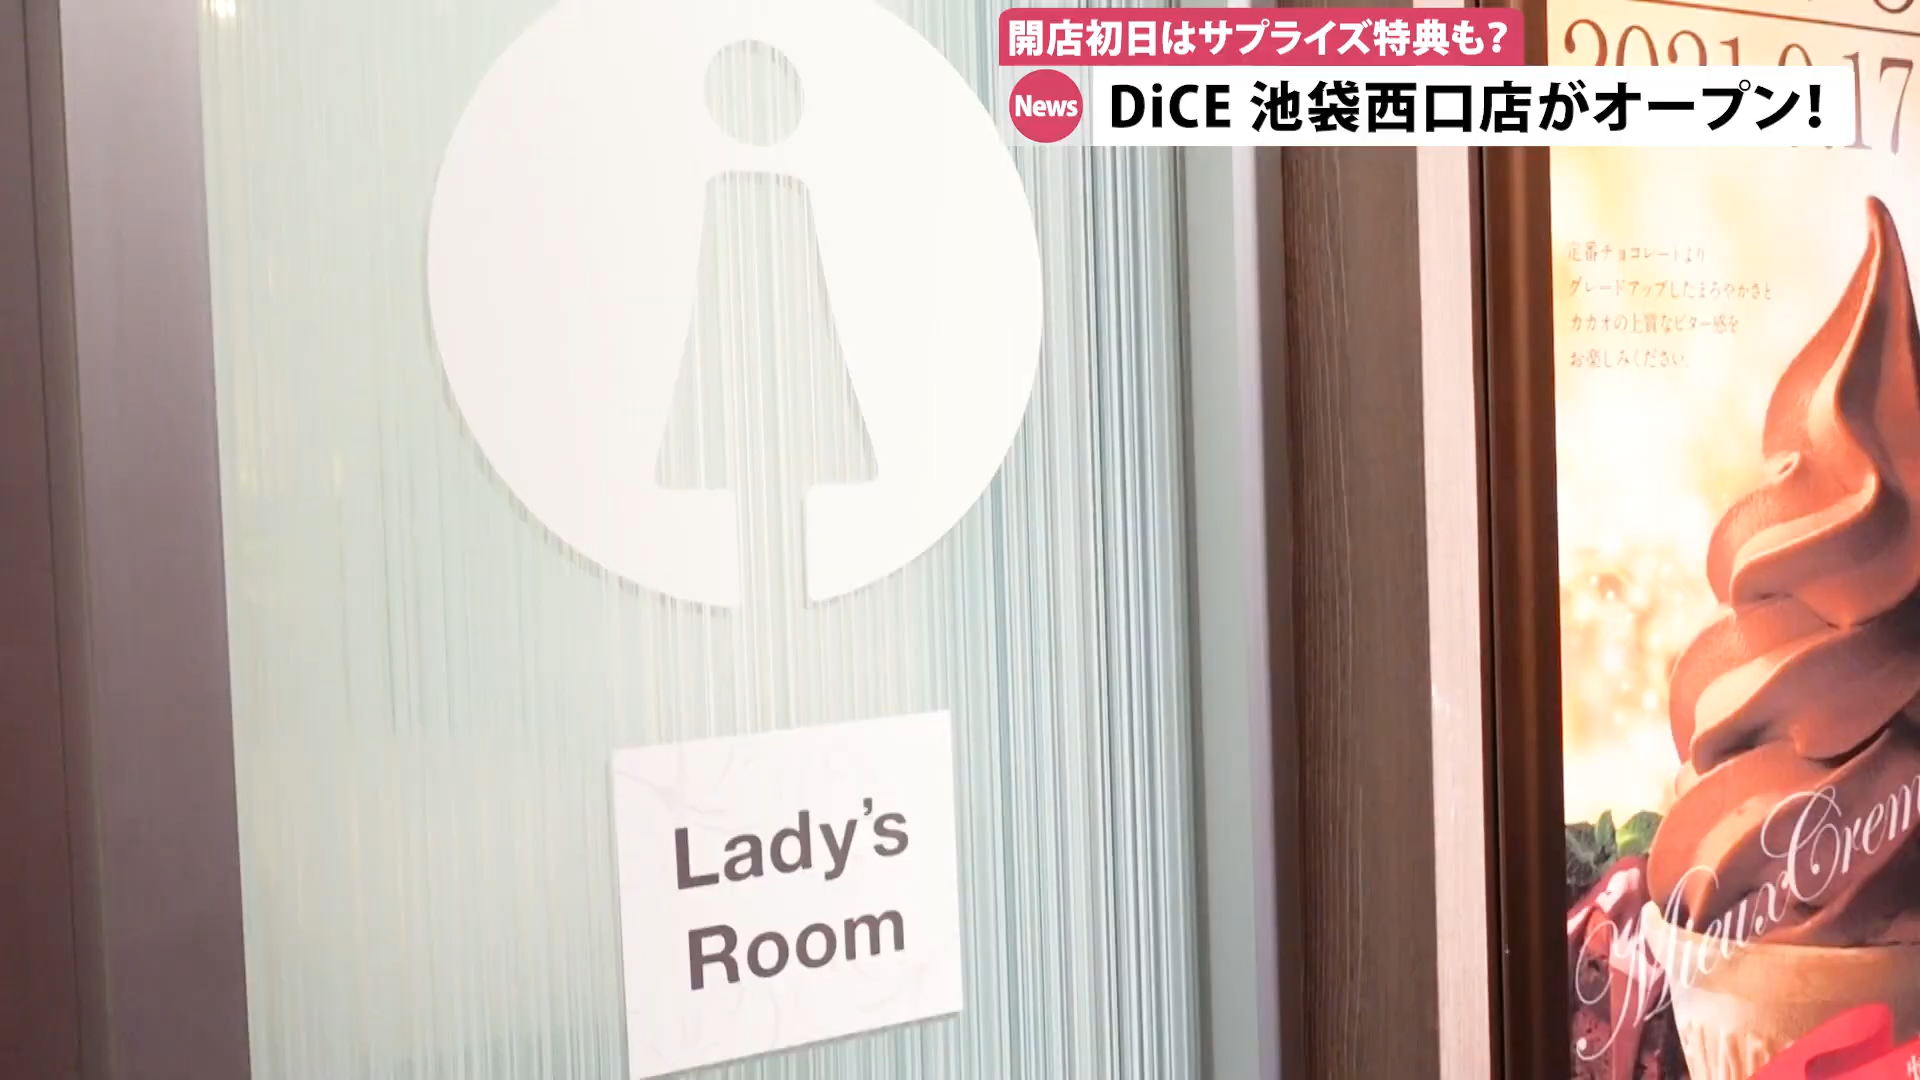 開店初日はサプライズ特典も?
News
DiCE 池袋西口店がオープン!
定番チョコレートより
グレードアップしたまろやかさと
カカオの上質なビター感を
お楽しみください。
Lady's
Room